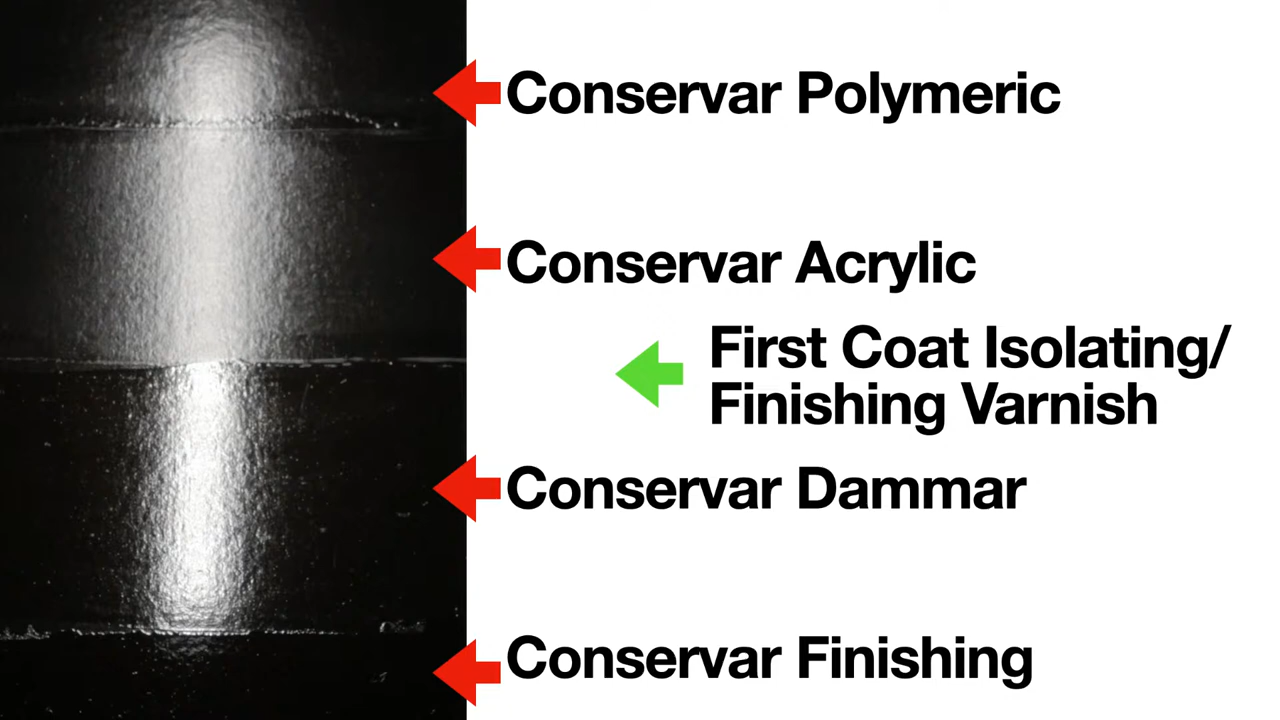 Conservar Polymeric
Conservar Acrylic
First Coat Isolating/
Finishing Varnish
Conservar Dammar
Conservar Finishing